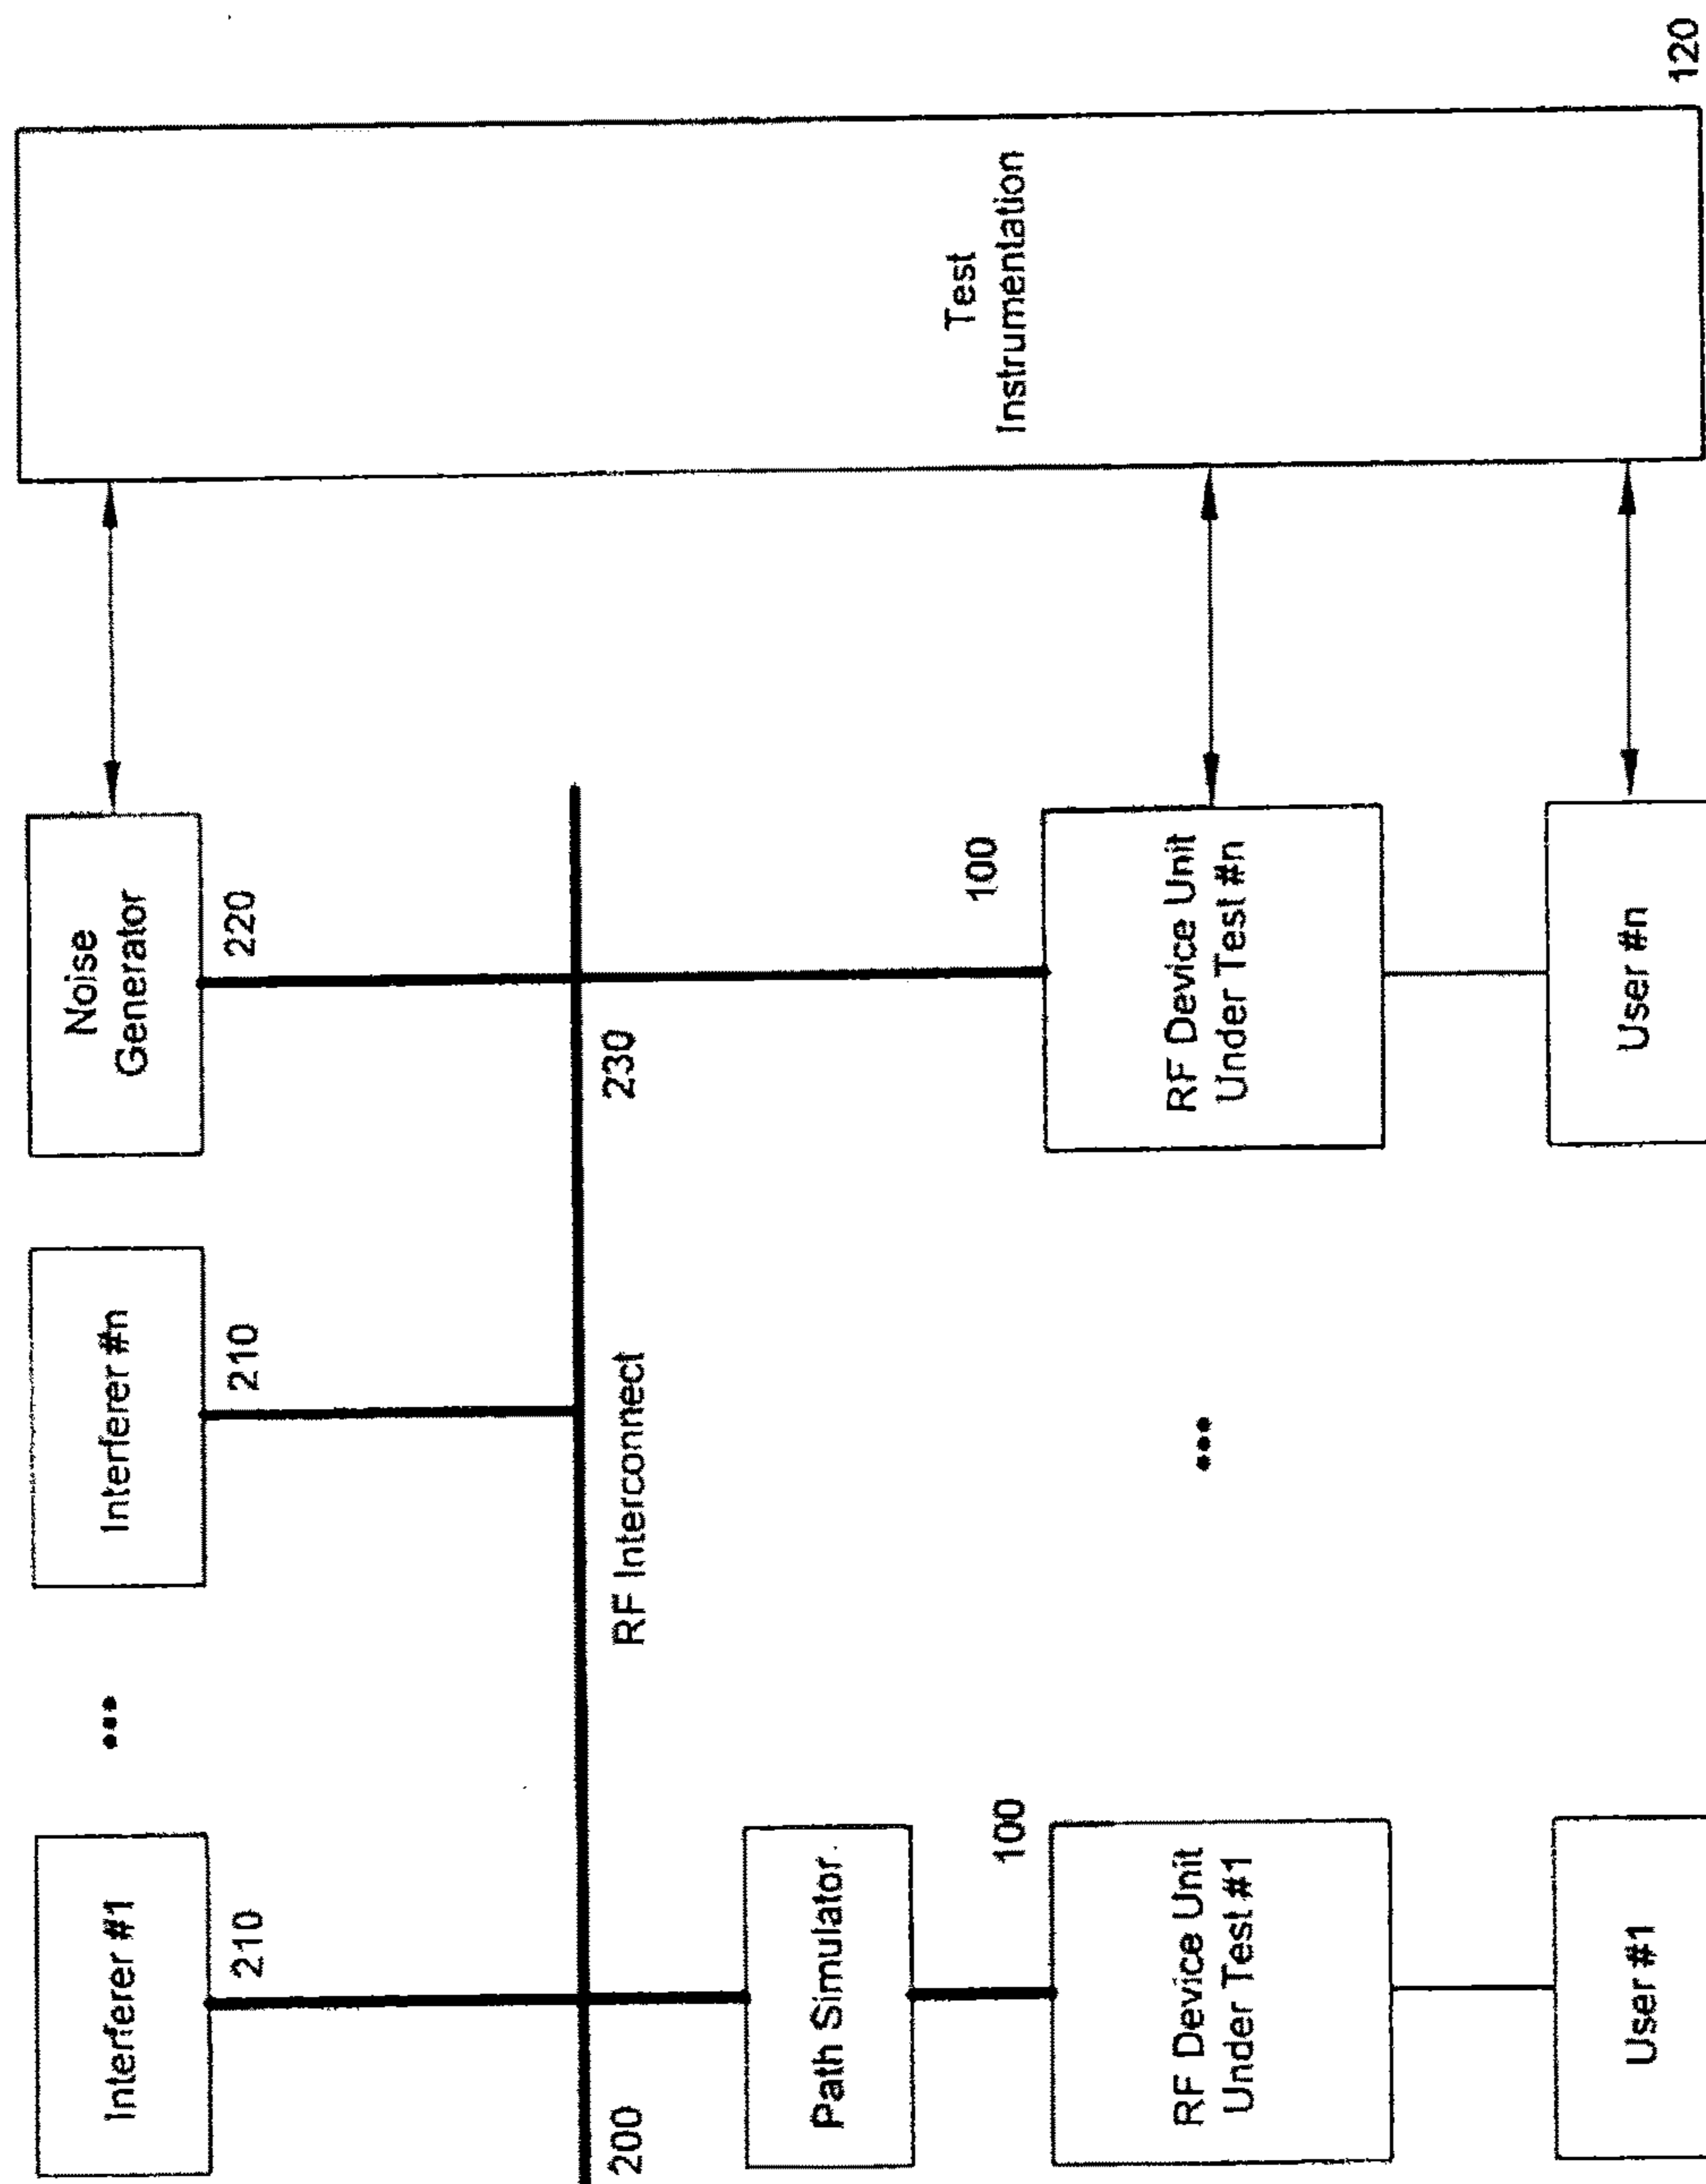 Interferer #1
210
•••
Interferer #n
210
Noise
Generator
220
200
RF Interconnect
230
Path Simulator.
100
RF Device Unit
Under Test #1
•••
100
RF Device Unit
Under Test #n
User #1
User #n
Test
Instrumentation
120